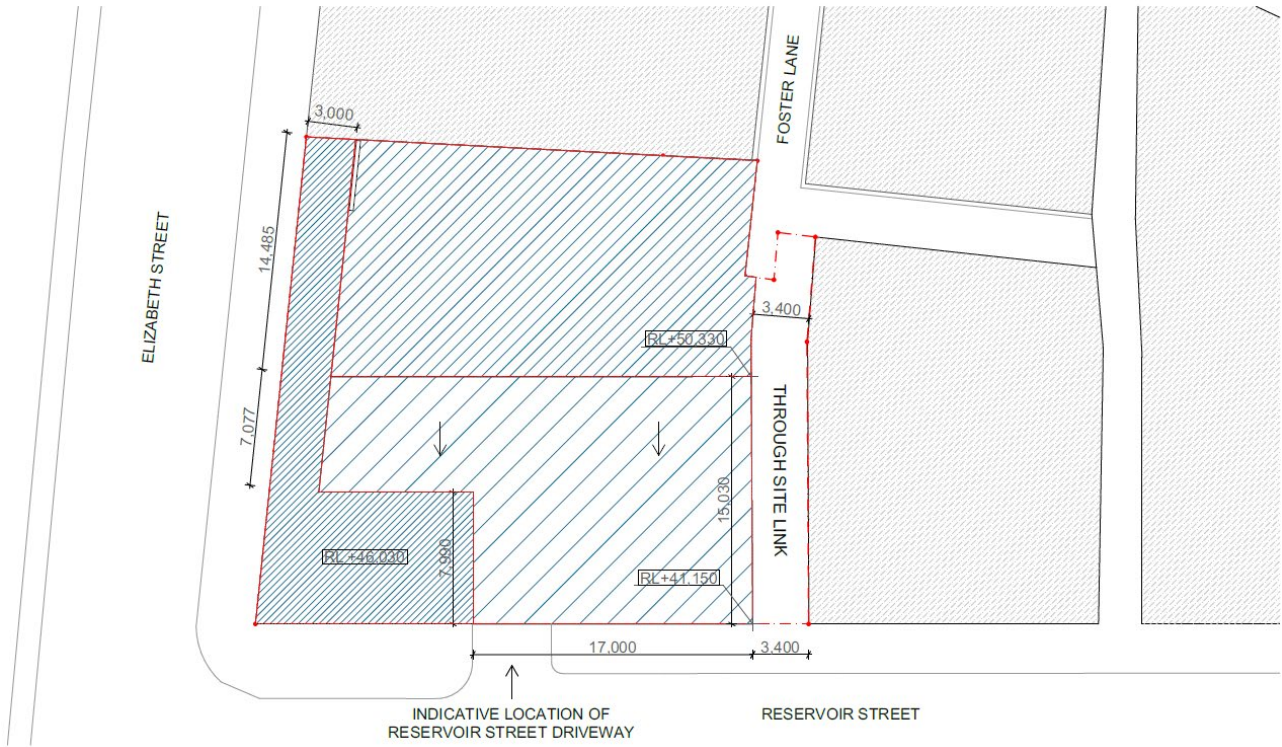 3,000
FOSTER LANE
ELIZABETH STREET
14,485
3,400
RL+50.330
7,077
THROUGH SITE LINK
15,030
RL +46.030
7,990
RL+41.150
17,000
3,400
INDICATIVE LOCATION OF
RESERVOIR STREET DRIVEWAY
RESERVOIR STREET